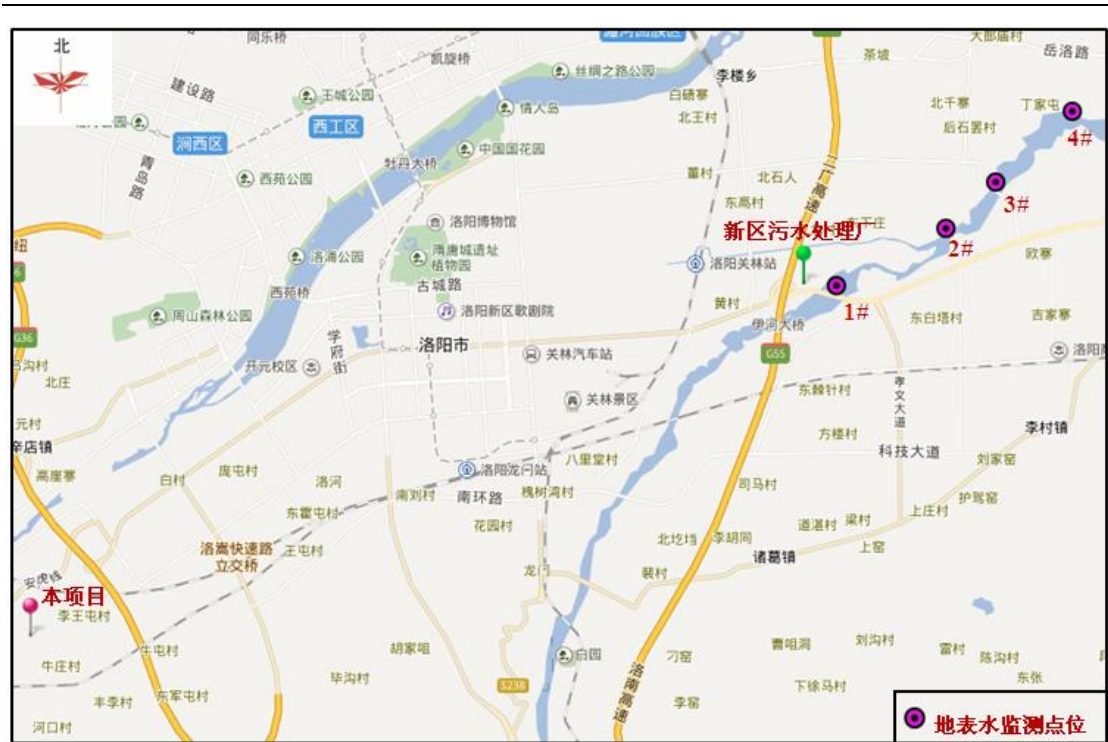 北
同乐桥
凯旋桥
大郎庙村
岳洛路
茶坡
丝绸之路公园
李楼乡
建设路
王城公园
白碛寨
北千寨
丁家屯
情人岛
北王村
后石罢村
4#
西工区
涧西区
中国国花园
牡丹大桥
青岛路
西苑公园
董村
北石人
二广高速
3#
东高村
洛阳博物馆
新区污水处理厂
2#
隋唐城遗址
植物园
洛浦公园
洛阳关林站
欧寨
古城路
西苑桥
黄村
1#
周山森林公园
洛阳新区歌剧院
伊河大桥
东白塔村
吉家寨
G36
学府街
洛阳市
关林汽车站
G55
洛阳
开元校区
北庄
关林景区
东棘针村
孝文大道
元村
方楼村
李村镇
辛店镇
科技大道
八里堂村
刘家窑
高崖寨
庞屯村
洛阳龙门站
白村
洛河
司马村
南刘村
南环路
槐树湾村
护驾窑
东霍屯村
上庄村
花园村
道湛村
梁村
北圪垱
李胡同
洛嵩快速路
立交桥
王屯村
上窑
诸葛镇
安虎线
龙门
裴村
本项目
李王屯村
曹咀洞
刘沟村
胡家咀
牛屯村
白园
刁窑
雷村
陈沟村
牛庄村
毕沟村
洛南高速
东张
S238
下徐马村
丰李村
东军屯村
李窑
河口村
地表水监测点位